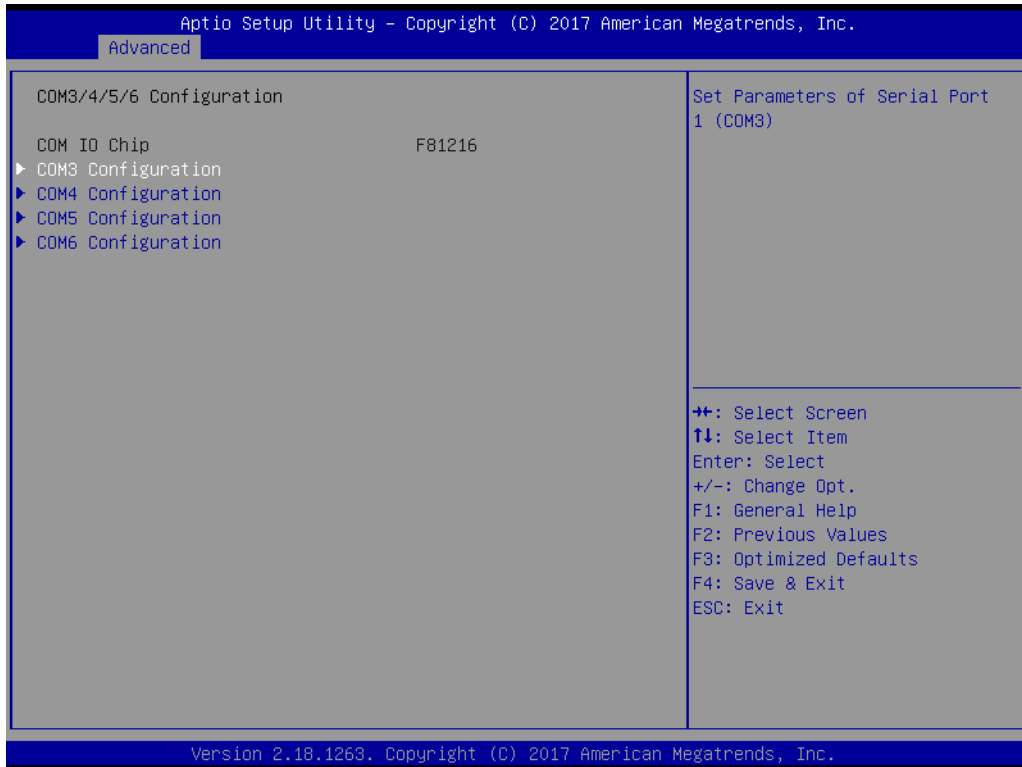 Aptio Setup Utility – Copyright (C) 2017 American Megatrends, Inc.
Advanced
COM3/4/5/6 Configuration
COM IO Chip F81216
COM3 Configuration
COM4 Configuration
COM5 Configuration
COM6 Configuration
Set Parameters of Serial Port
1 (COM3)
→←: Select Screen
↑↓: Select Item
Enter: Select
+/-: Change Opt.
F1: General Help
F2: Previous Values
F3: Optimized Defaults
F4: Save & Exit
ESC: Exit
Version 2.18.1263. Copyright (C) 2017 American Megatrends, Inc.